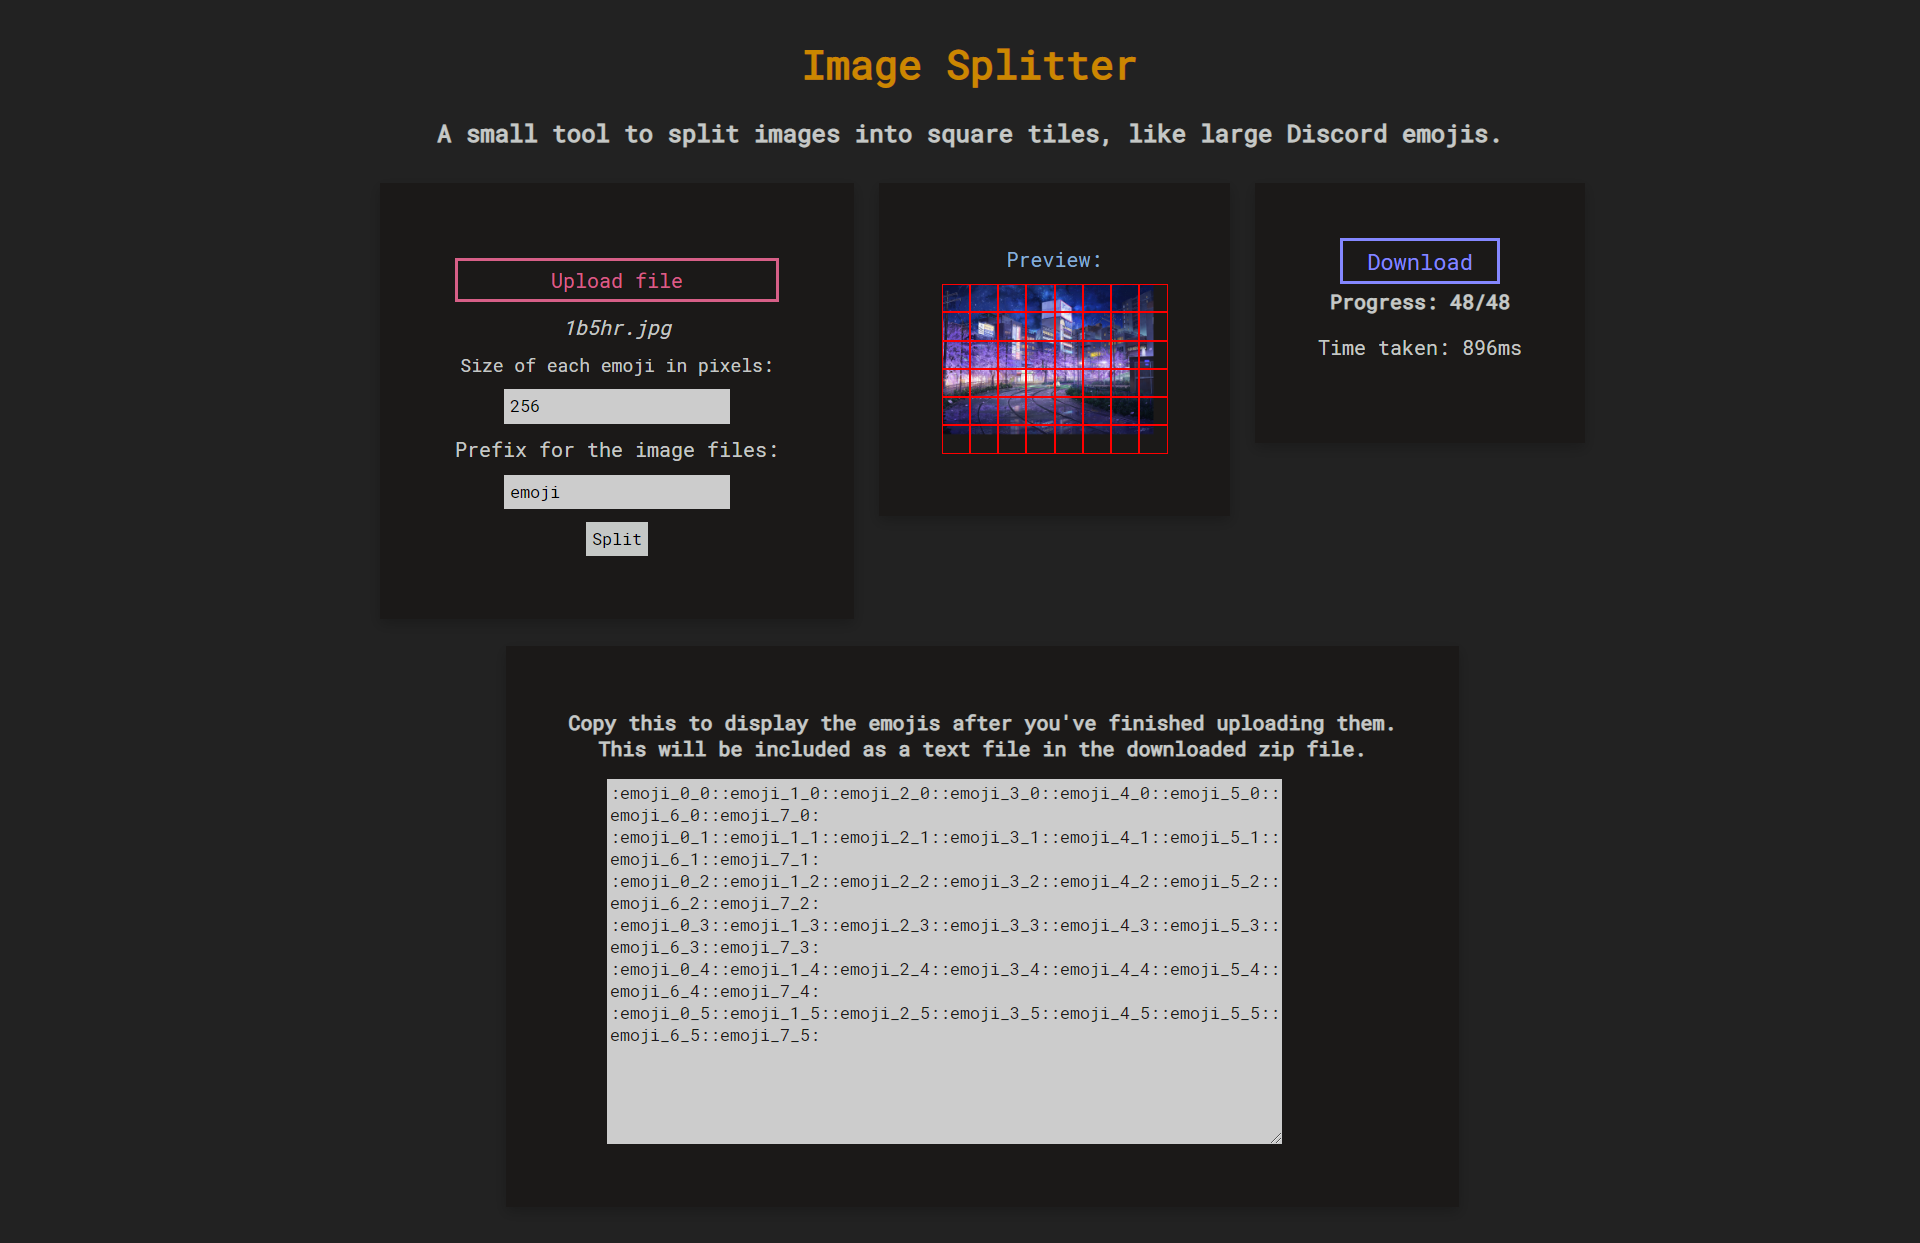 Image Splitter
A small tool to split images into square tiles, like large Discord emojis.
Upload file
1b5hr.jpg
Size of each emoji in pixels:
256
Prefix for the image files:
emoji
Split
Preview:
Download
Progress: 48/48
Time taken: 896ms
Copy this to display the emojis after you've finished uploading them.
This will be included as a text file in the downloaded zip file.
:emoji_0_0::emoji_1_0::emoji_2_0::emoji_3_0::emoji_4_0::emoji_5_0::
emoji_6_0::emoji_7_0:
:emoji_0_1::emoji_1_1::emoji_2_1::emoji_3_1::emoji_4_1::emoji_5_1::
emoji_6_1::emoji_7_1:
:emoji_0_2::emoji_1_2::emoji_2_2::emoji_3_2::emoji_4_2::emoji_5_2::
emoji_6_2::emoji_7_2:
:emoji_0_3::emoji_1_3::emoji_2_3::emoji_3_3::emoji_4_3::emoji_5_3::
emoji_6_3::emoji_7_3:
:emoji_0_4::emoji_1_4::emoji_2_4::emoji_3_4::emoji_4_4::emoji_5_4::
emoji_6_4::emoji_7_4:
:emoji_0_5::emoji_1_5::emoji_2_5::emoji_3_5::emoji_4_5::emoji_5_5::
emoji_6_5::emoji_7_5: